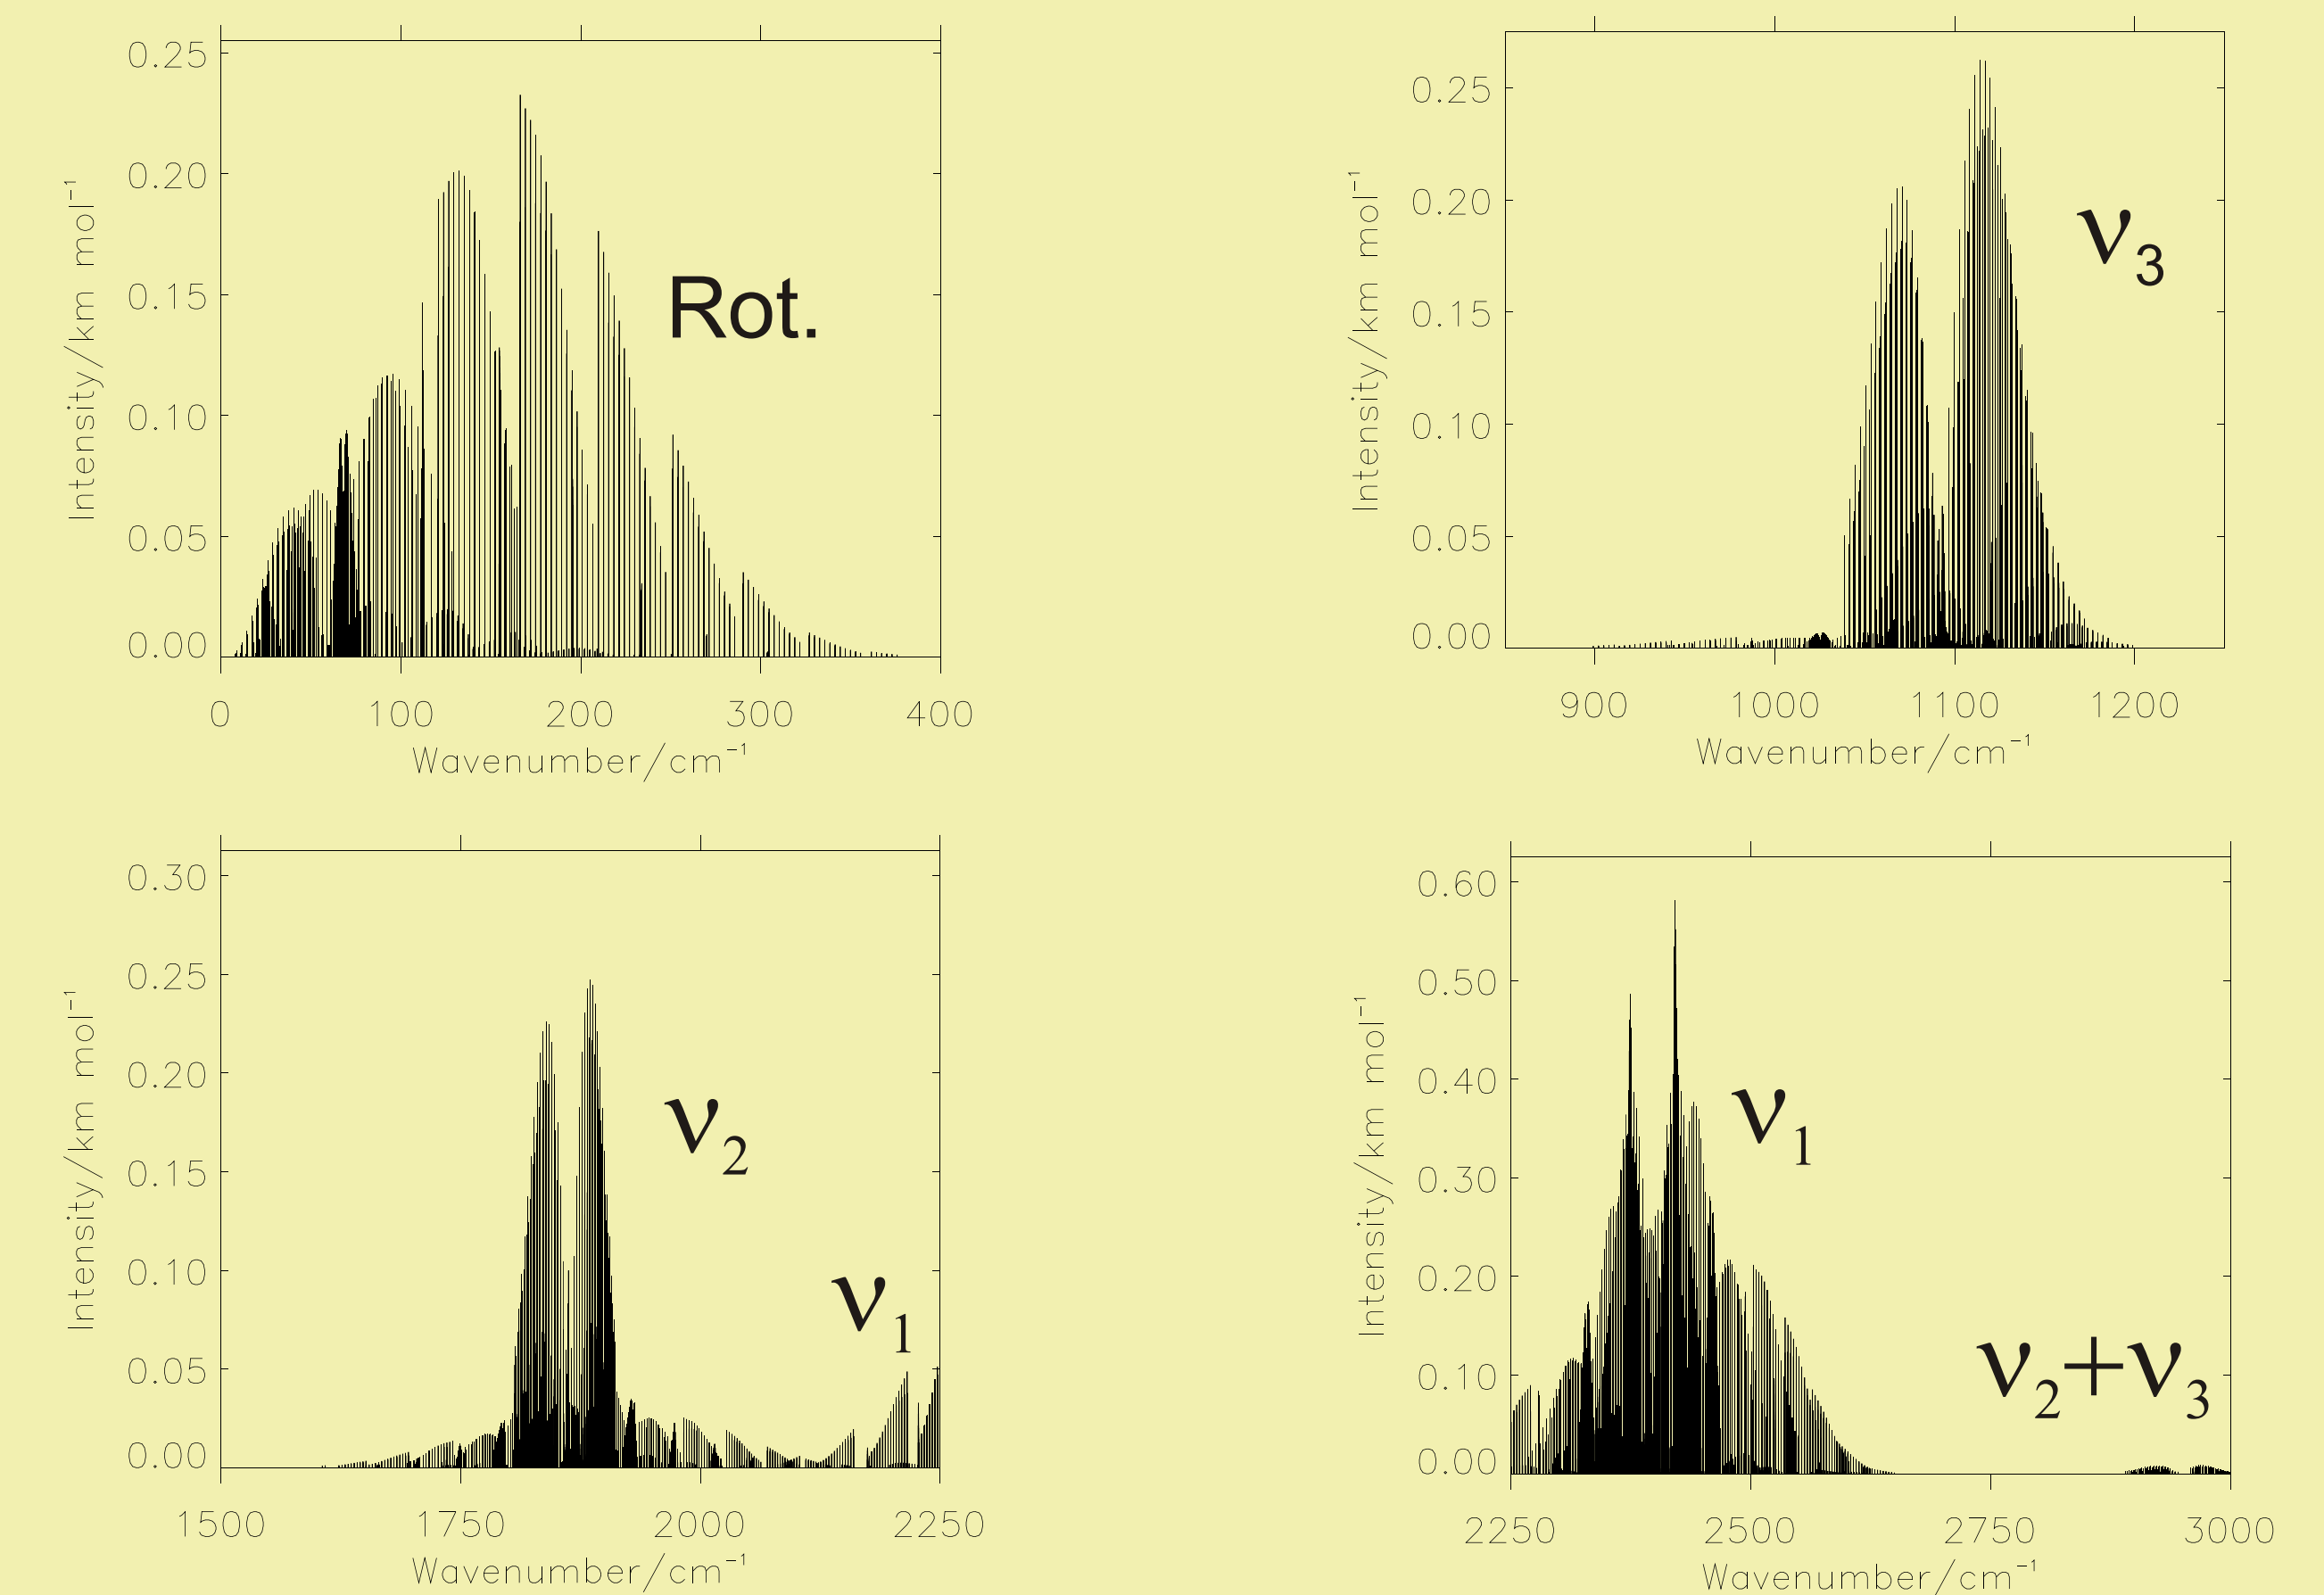 0.25
0.20
0.15
0.10
0.05
0.00
Intensity/km mol⁻¹
Rot.
0 100 200 300 400
Wavenumber/cm⁻¹
0.25
0.20
0.15
0.10
0.05
0.00
Intensity/km mol⁻¹
ν₃
900 1000 1100 1200
Wavenumber/cm⁻¹
0.30
0.25
0.20
0.15
0.10
0.05
0.00
Intensity/km mol⁻¹
ν₂
ν₁
1500 1750 2000 2250
Wavenumber/cm⁻¹
0.60
0.50
0.40
0.30
0.20
0.10
0.00
Intensity/km mol⁻¹
ν₁
ν₂+ν₃
2250 2500 2750 3000
Wavenumber/cm⁻¹